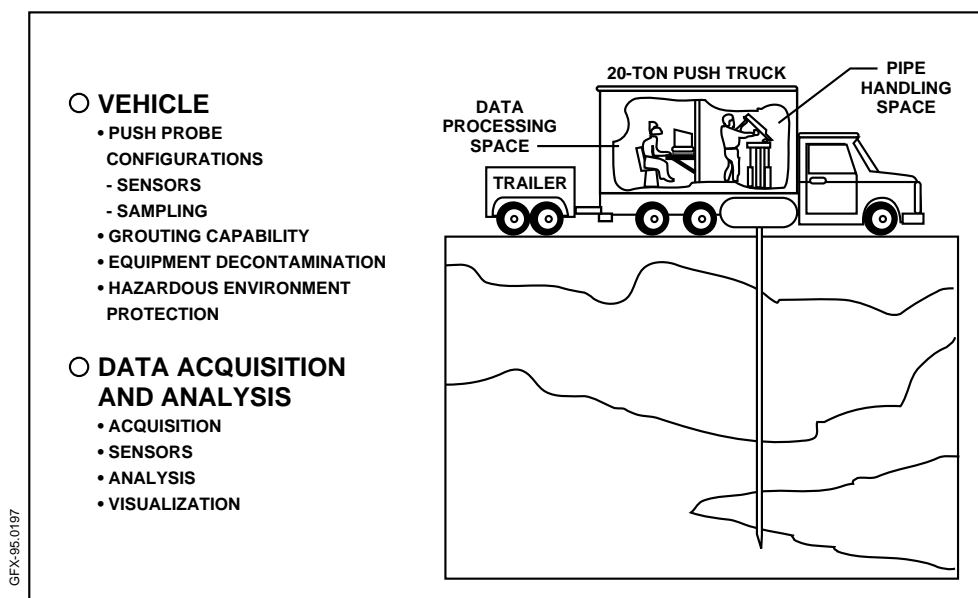 ○ VEHICLE
• PUSH PROBE
CONFIGURATIONS
- SENSORS
- SAMPLING
• GROUTING CAPABILITY
• EQUIPMENT DECONTAMINATION
• HAZARDOUS ENVIRONMENT
PROTECTION
○ DATA ACQUISITION
AND ANALYSIS
• ACQUISITION
• SENSORS
• ANALYSIS
• VISUALIZATION
20-TON PUSH TRUCK
PIPE
HANDLING
SPACE
DATA
PROCESSING
SPACE
TRAILER
GFX-95.0197